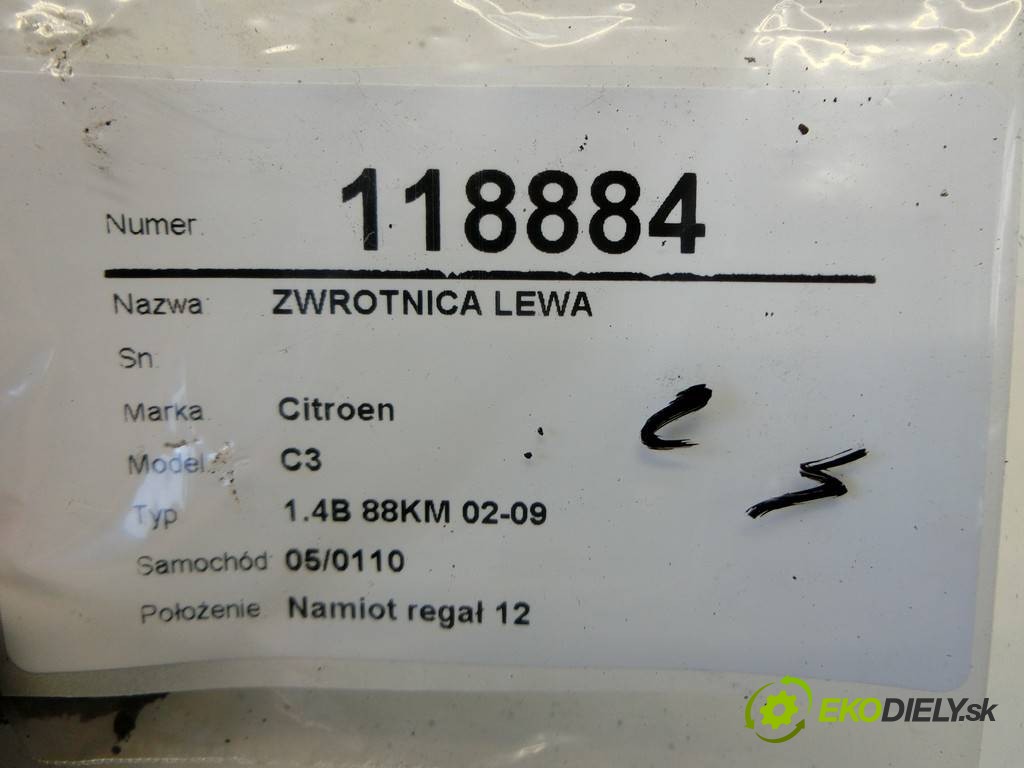 Numer: 118884
Nazwa: ZWROTNICA LEWA
Sn:
Marka: Citroen
Model: C3
Typ 1.4B 88KM 02-09
Samochód: 05/0110
Położenie: Namiot regał 12
EKODIELY.sk